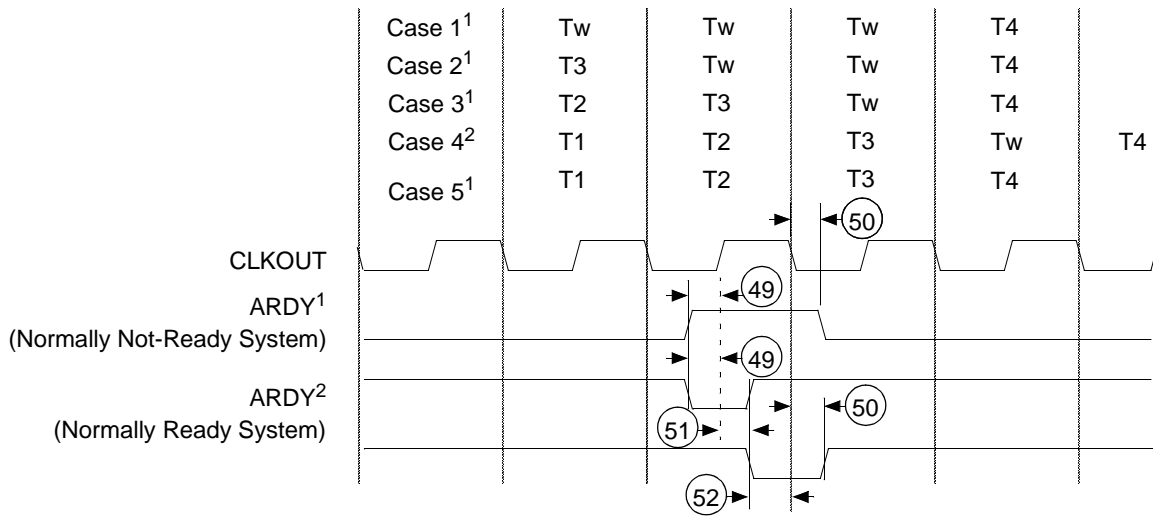 Case 1¹ Tw Tw Tw T4
Case 2¹ T3 Tw Tw T4
Case 3¹ T2 T3 Tw T4
Case 4² T1 T2 T3 Tw T4
Case 5¹ T1 T2 T3 T4
50
CLKOUT
49
ARDY¹
(Normally Not-Ready System)
49
ARDY²
50
(Normally Ready System)
51
52